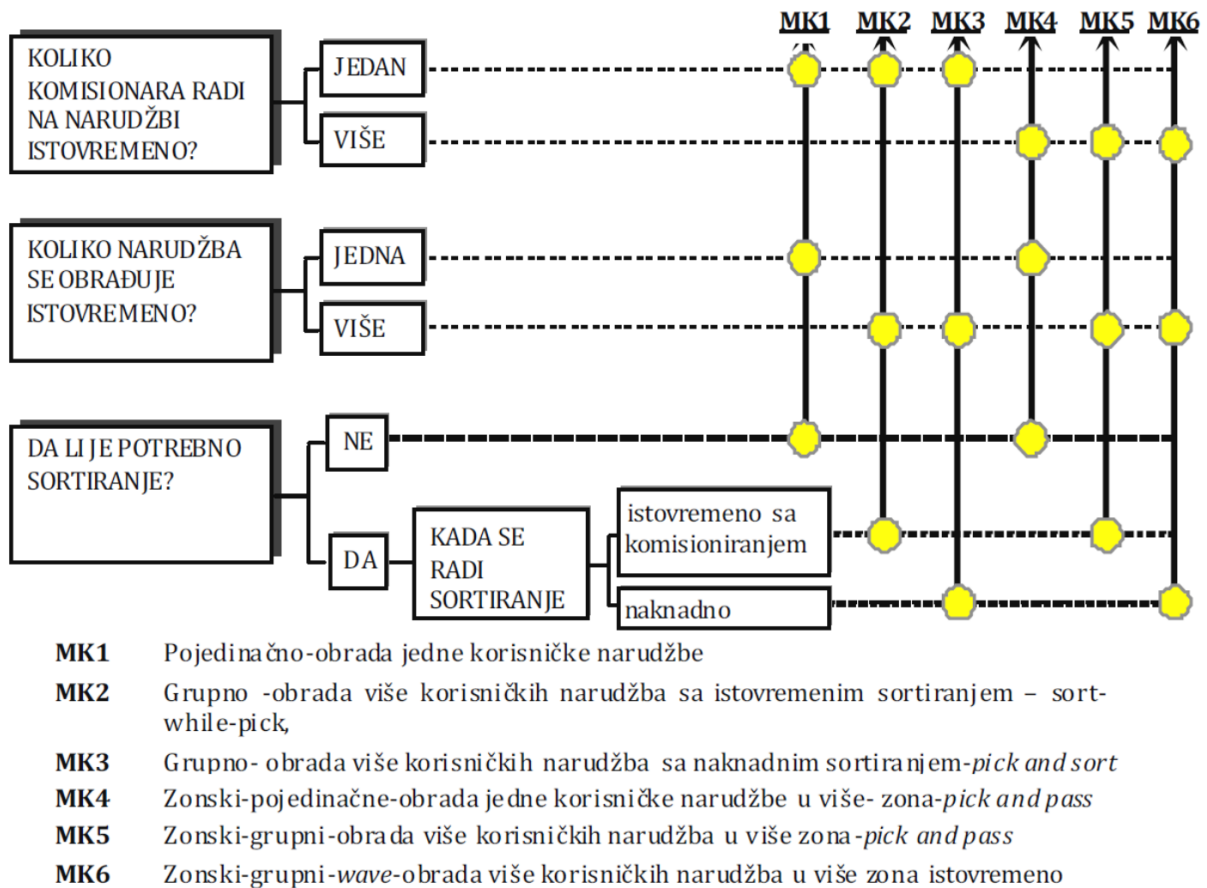 MK1 MK2 MK3 MK4 MK5 MK6
KOLIKO
KOMISIONARA RADI
NA NARUDŽBI
ISTOVREMENO?
JEDAN
VIŠE
KOLIKO NARUDŽBA
SE OBRAĐUJE
ISTOVREMENO?
JEDNA
VIŠE
DA LI JE POTREBNO
SORTIRANJE?
NE
DA
KADA SE
RADI
SORTIRANJE
istovremeno sa
komisioniranjem
naknadno
MK1 Pojedinačno-obrada jedne korisničke narudžbe
MK2 Grupno -obrada više korisničkih narudžba sa istovremenim sortiranjem – sort-
while-pick,
MK3 Grupno- obrada više korisničkih narudžba sa naknadnim sortiranjem-pick and sort
MK4 Zonski-pojedinačne-obrada jedne korisničke narudžbe u više- zona-pick and pass
MK5 Zonski-grupni-obrada više korisničkih narudžba u više zona-pick and pass
MK6 Zonski-grupni-wave-obrada više korisničkih narudžba u više zona istovremeno